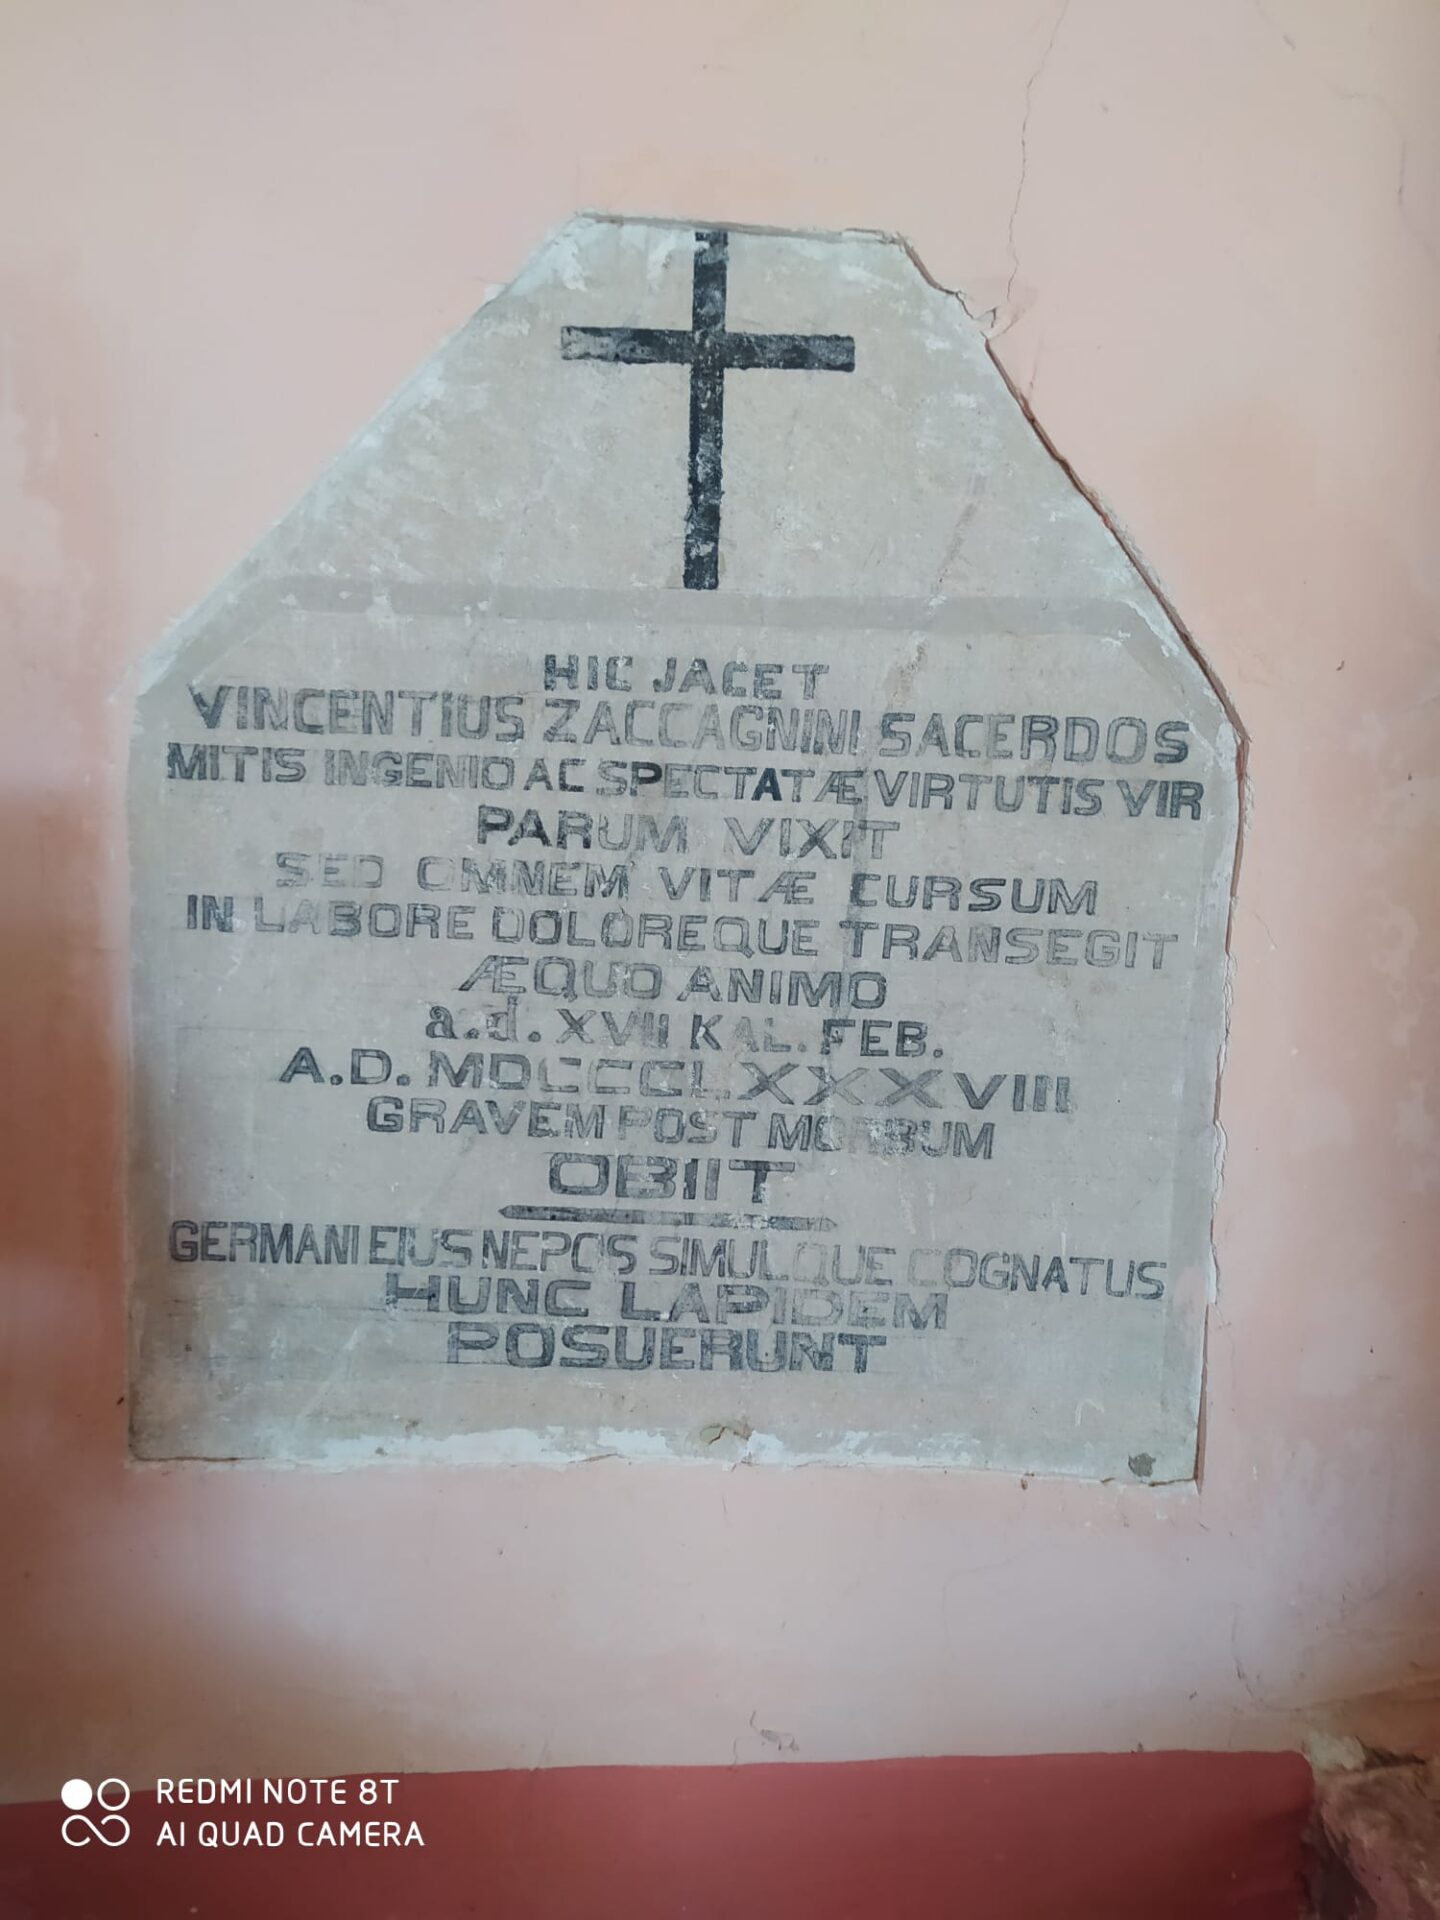 HIC JACET
VINCENTIUS ZACCAGNINI SACERDOS
MITIS INGENIO AC SPECTATÆ VIRTUTIS VIR
PARUM VIXIT
SED OMNEM VITÆ CURSUM
IN LABORE DOLOREQUE TRANSEGIT
ÆQUO ANIMO
a.d. XVII KAL. FEB.
A.D. MDCCCLXXXVIII
GRAVEM POST MORBUM
OBIIT
GERMANI EIUS NEPOS SIMULQUE COGNATUS
HUNC LAPIDEM
POSUERUNT
REDMI NOTE 8T
AI QUAD CAMERA